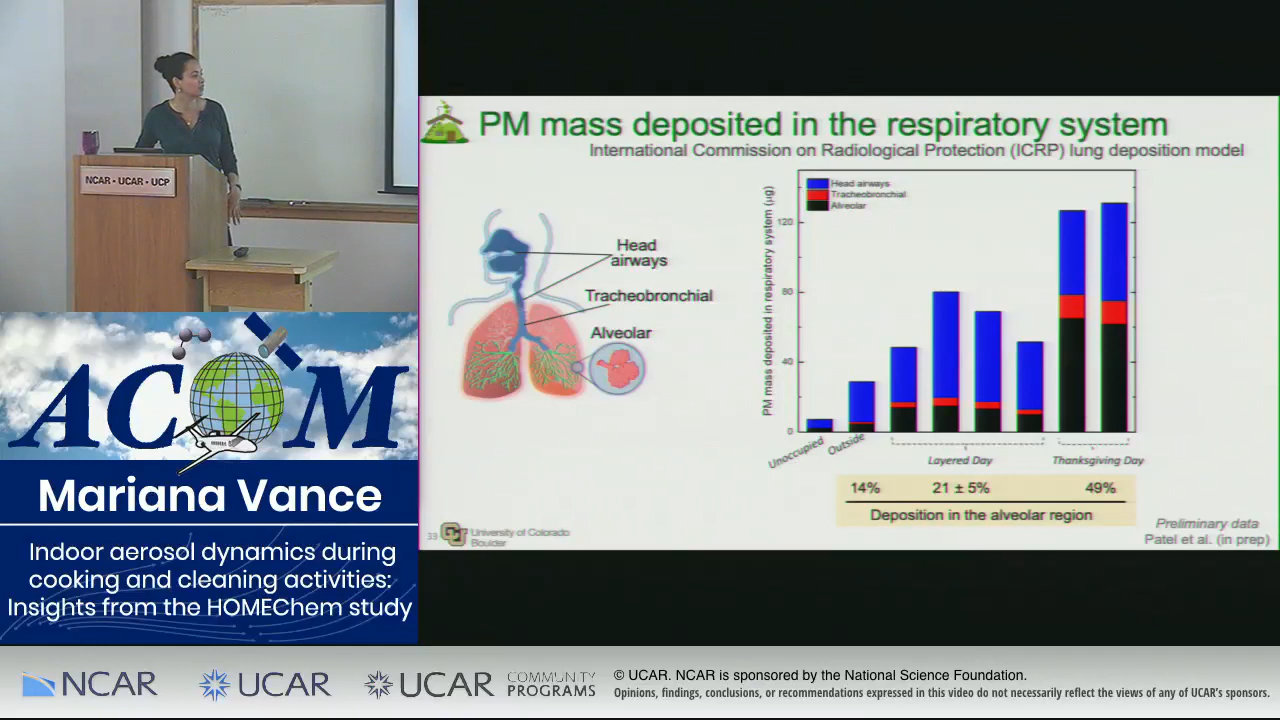 NCAR - UCAR - UCP
ACOM
Mariana Vance
Indoor aerosol dynamics during
cooking and cleaning activities:
Insights from the HOMEChem study
PM mass deposited in the respiratory system
International Commission on Radiological Protection (ICRP) lung deposition model
Head
airways
Tracheobronchial
Alveolar
PM mass deposited in respiratory system (µg)
Head airways
Tracheobronchial
Alveolar
120
80
40
0
Unoccupied
Outside
Layered Day
Thanksgiving Day
14% 21 ± 5% 49%
Deposition in the alveolar region
Preliminary data
Patel et al. (in prep)
33
University of Colorado
Boulder
NCAR
UCAR
UCAR
COMMUNITY
PROGRAMS
© UCAR. NCAR is sponsored by the National Science Foundation.
Opinions, findings, conclusions, or recommendations expressed in this video do not necessarily reflect the views of any of UCAR's sponsors.